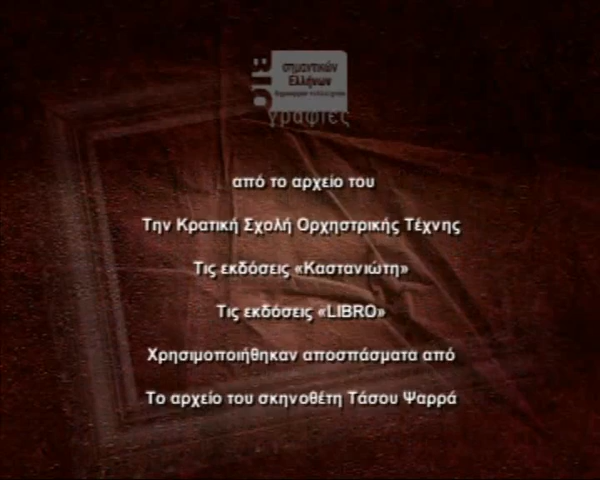 βιο
σημαντικών
Ελλήνων
γραφίες
από το αρχείο του
Την Κρατική Σχολή Ορχηστρικής Τέχνης
Τις εκδόσεις «Καστανιώτη»
Τις εκδόσεις «LIBRO»
Χρησιμοποιήθηκαν αποσπάσματα από
Το αρχείο του σκηνοθέτη Τάσου Ψαρρά